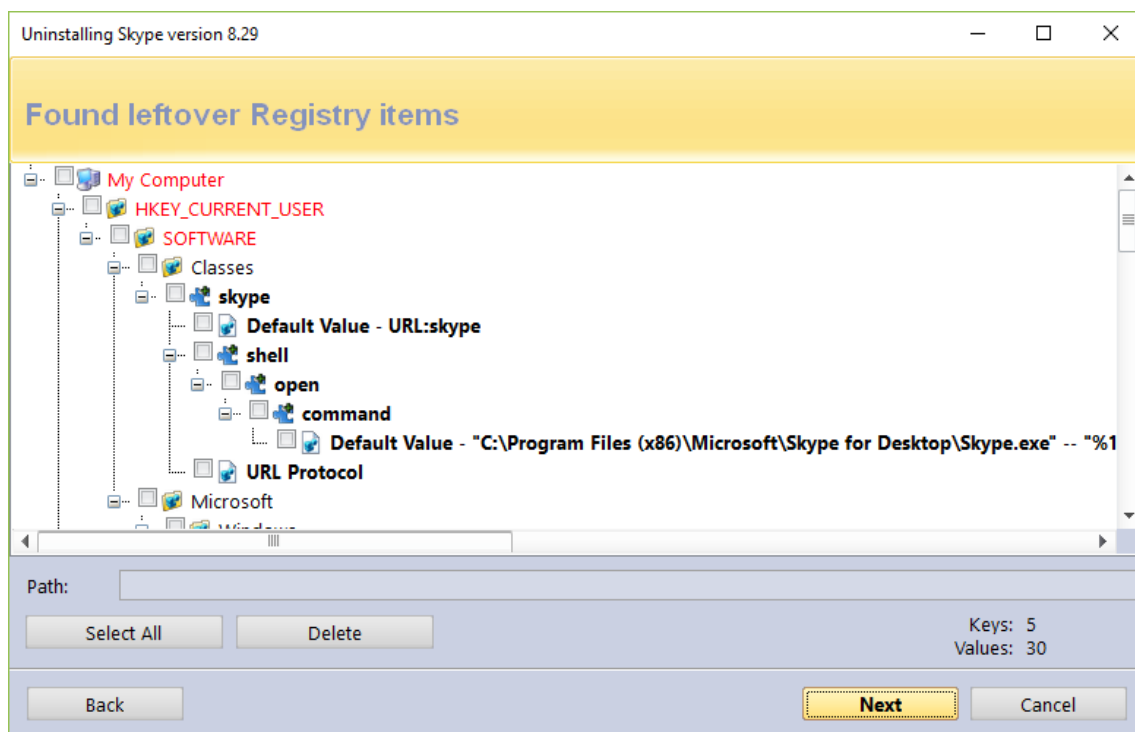 Uninstalling Skype version 8.29
Found leftover Registry items
My Computer
HKEY_CURRENT_USER
SOFTWARE
Classes
skype
Default Value - URL:skype
shell
open
command
Default Value - "C:\Program Files (x86)\Microsoft\Skype for Desktop\Skype.exe" -- "%1
URL Protocol
Microsoft
Windows
Path:
Select All Delete Keys: 5
Values: 30
Back Next Cancel